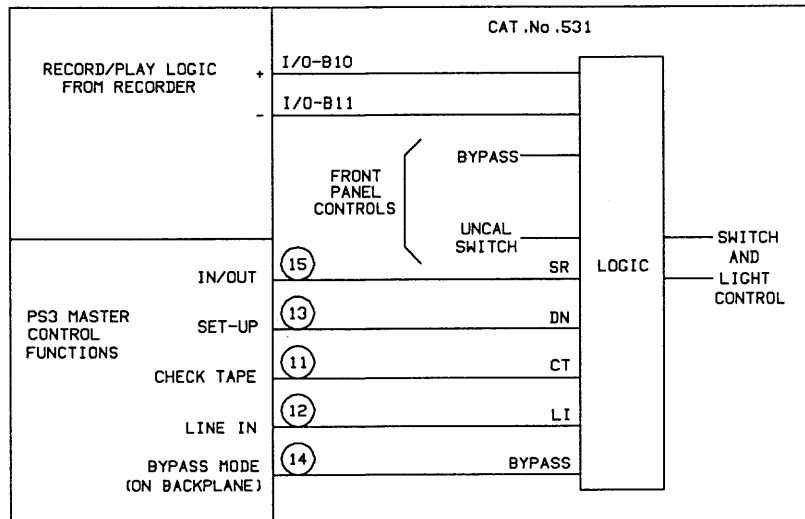 CAT.No.531
RECORD/PLAY LOGIC
FROM RECORDER
+
I/O-B10
-
I/O-B11
FRONT
PANEL
CONTROLS
BYPASS
UNCAL
SWITCH
LOGIC
SWITCH
AND
LIGHT
CONTROL
PS3 MASTER
CONTROL
FUNCTIONS
IN/OUT
15
SR
SET-UP
13
DN
CHECK TAPE
11
CT
LINE IN
12
LI
BYPASS MODE
(ON BACKPLANE)
14
BYPASS